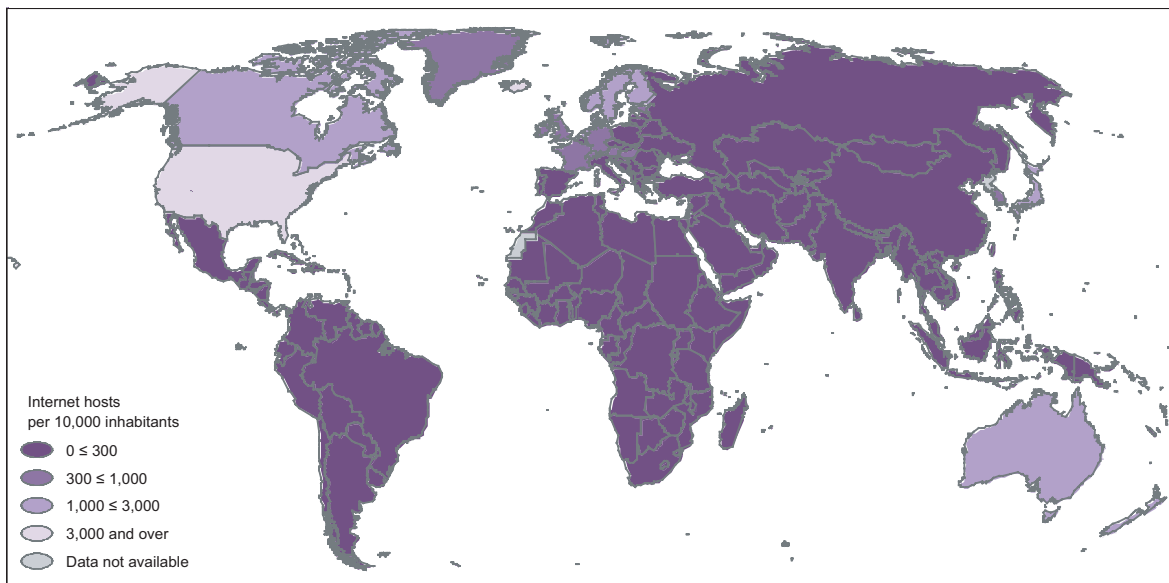 Internet hosts
per 10,000 inhabitants
0 ≤ 300
300 ≤ 1,000
1,000 ≤ 3,000
3,000 and over
Data not available